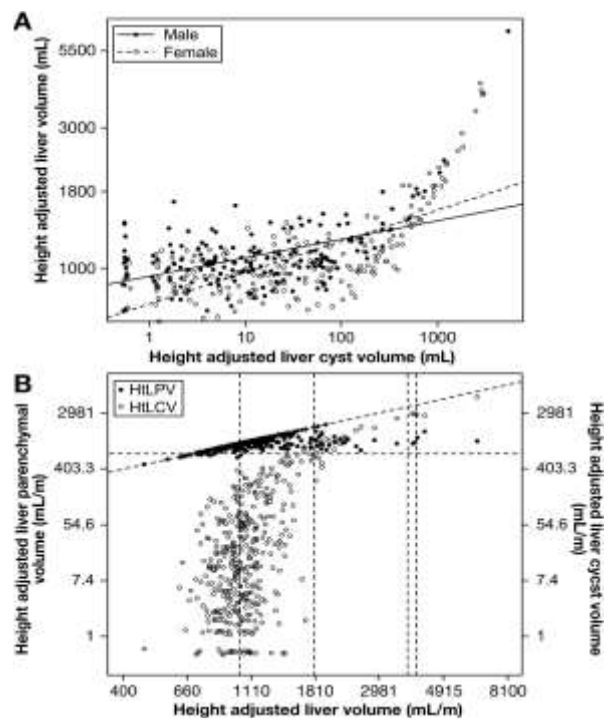 A
Male
Female
5500
3000
1800
1000
Height adjusted liver volume (mL)
1 10 100 1000
Height adjusted liver cyst volume (mL)
B
HtLPV
HtLCV
2981
403.3
54.6
7.4
1
Height adjusted liver parenchymal
volume (mL/m)
2981
403.3
54.6
7.4
1
Height adjusted liver cycst volume
(mL/m)
400 660 1110 1810 2981 4915 8100
Height adjusted liver volume (mL/m)